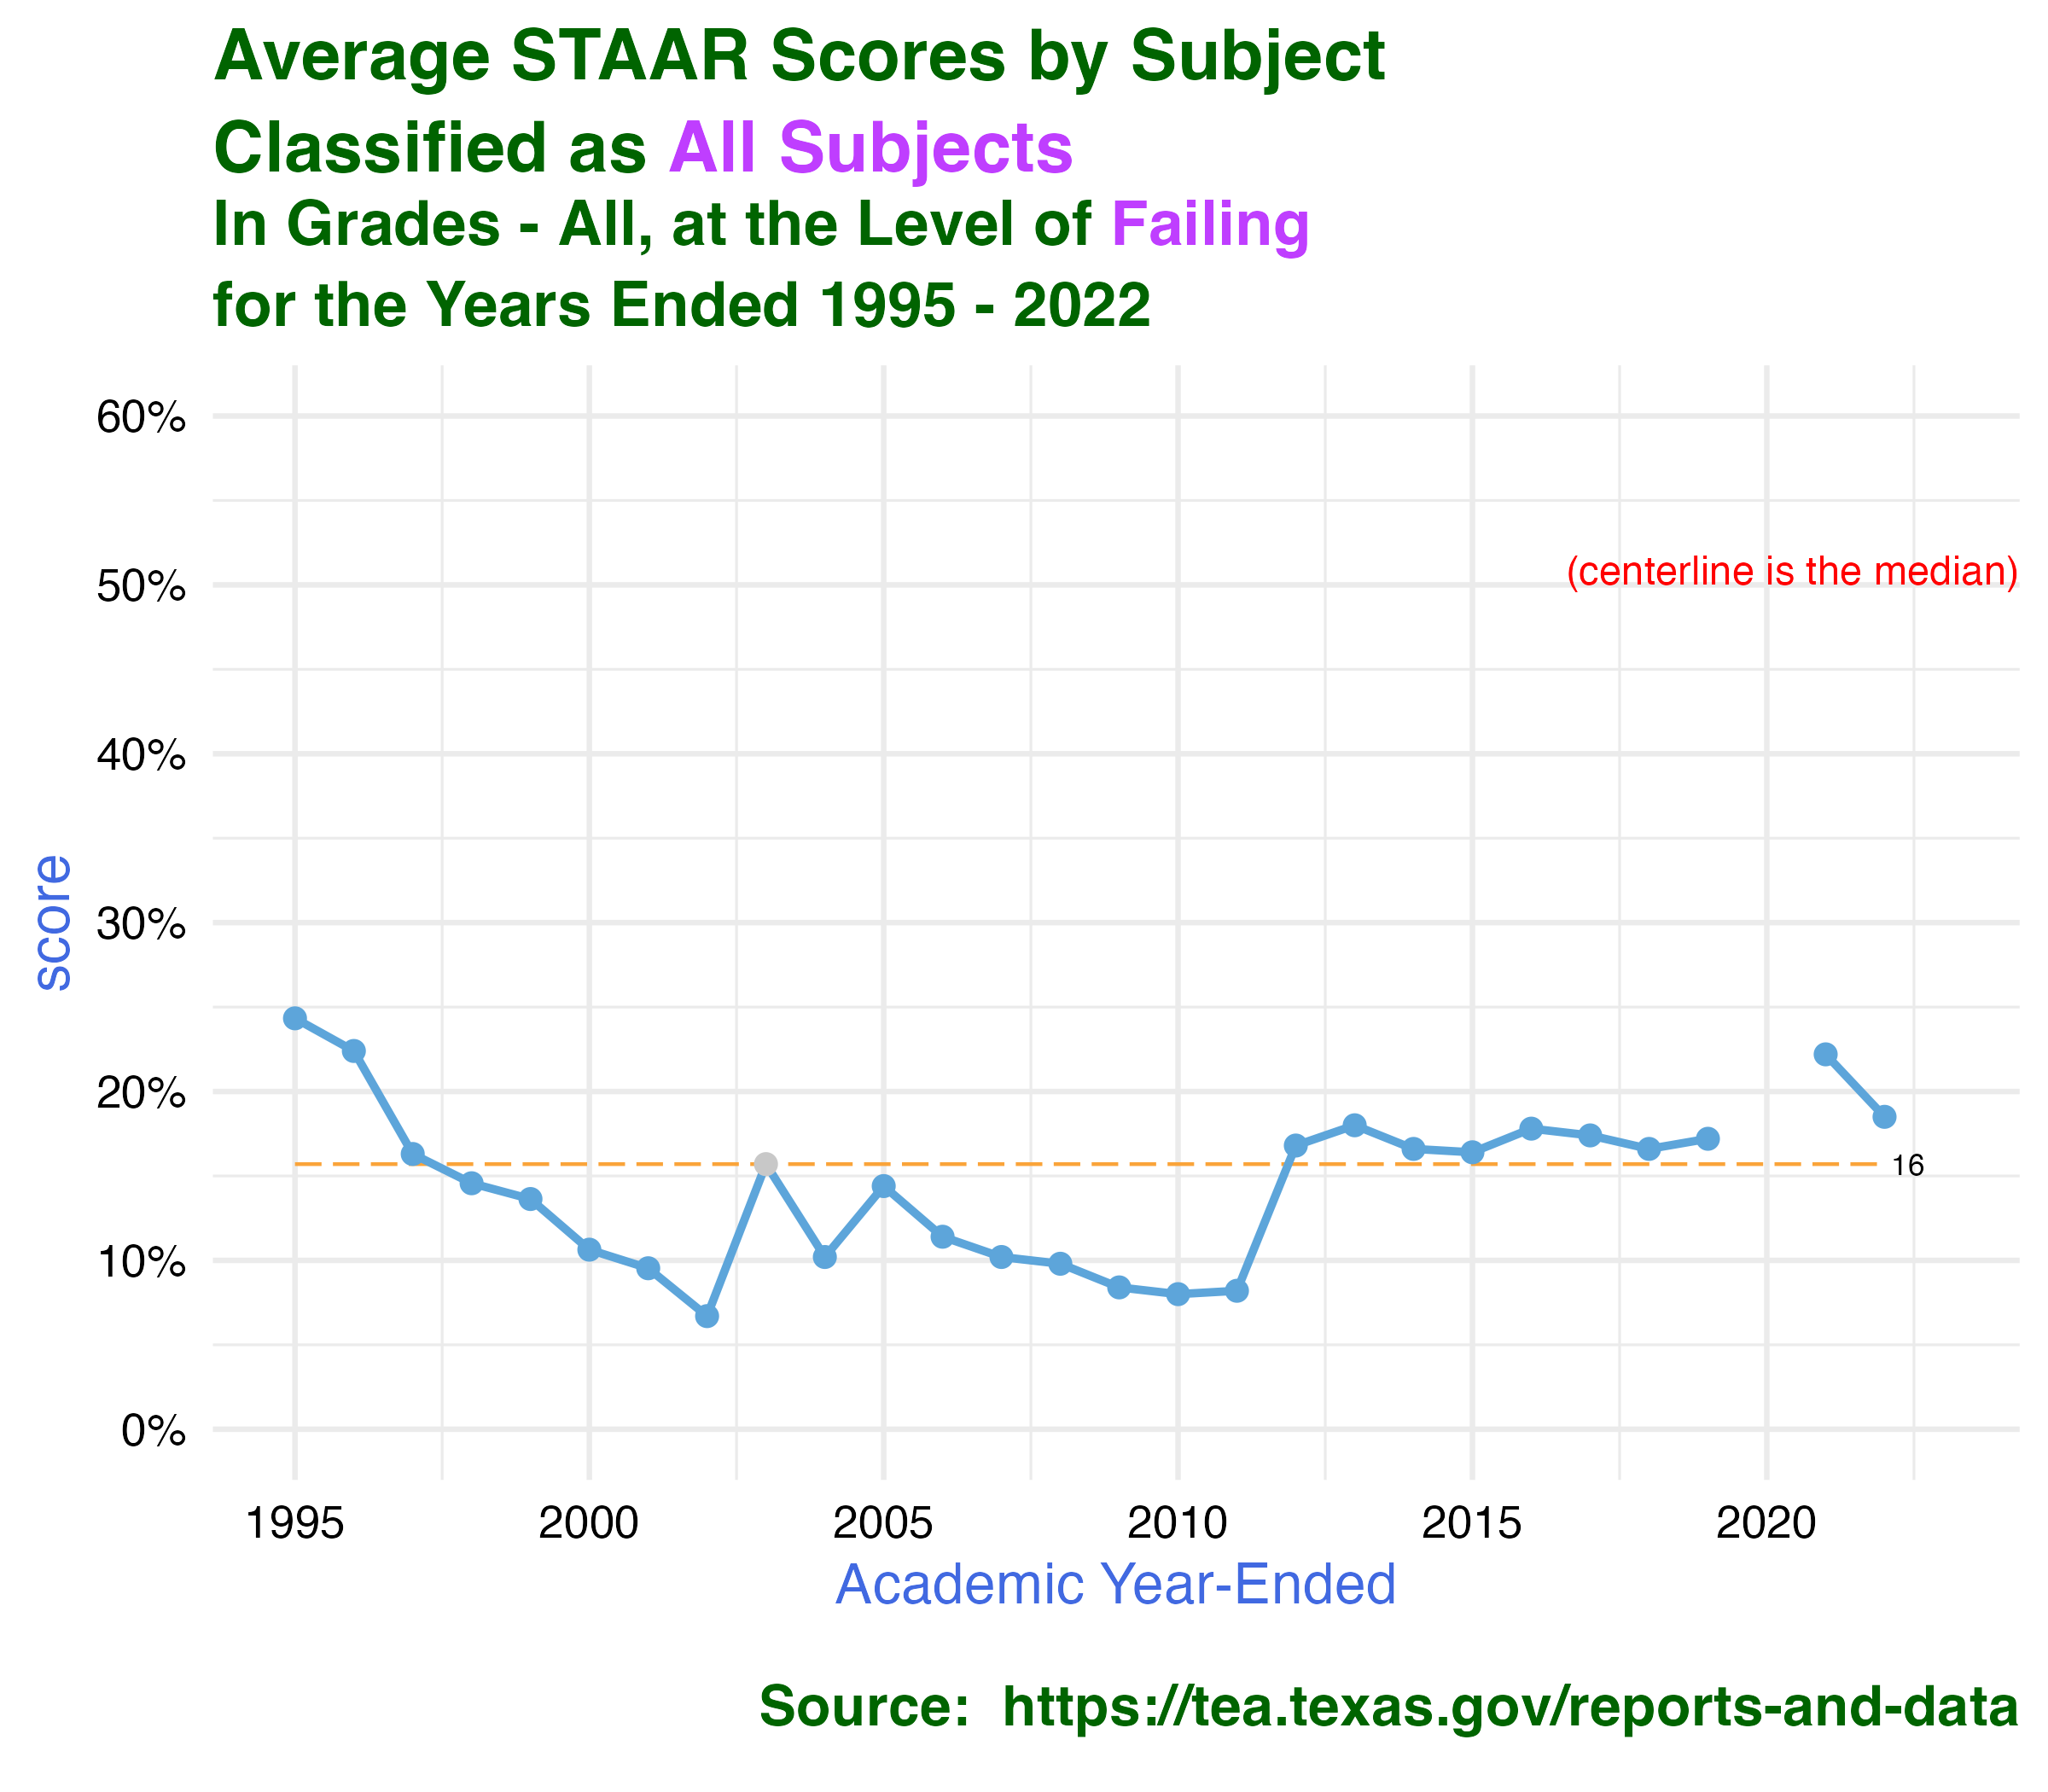 Average STAAR Scores by Subject
Classified as All Subjects
In Grades - All, at the Level of Failing
for the Years Ended 1995 - 2022
60%
(centerline is the median)
50%
40%
score
30%
20%
16
10%
0%
1995 2000 2005 2010 2015 2020
Academic Year-Ended
Source:  https://tea.texas.gov/reports-and-data